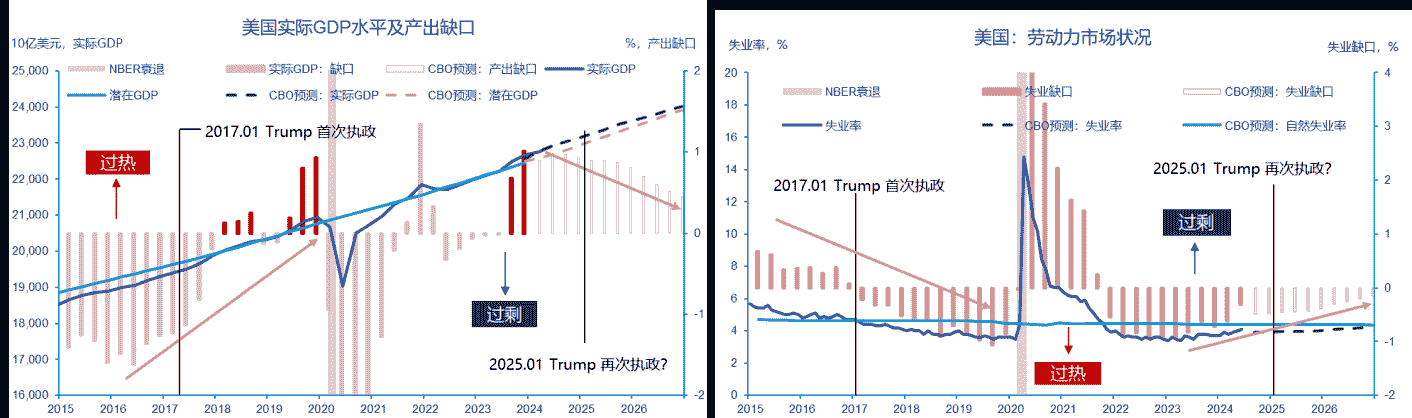 美国实际GDP水平及产出缺口
10亿美元，实际GDP
%，产出缺口
NBER衰退
实际GDP：缺口
CBO预测：产出缺口
实际GDP
潜在GDP
CBO预测：实际GDP
CBO预测：潜在GDP
25,000
24,000
23,000
22,000
21,000
20,000
19,000
18,000
17,000
16,000
2
1
0
-1
-2
2017.01 Trump 首次执政
过热
过剩
2025.01 Trump 再次执政?
2015 2016 2017 2018 2019 2020 2021 2022 2023 2024 2025 2026
美国：劳动力市场状况
失业率，%
失业缺口，%
NBER衰退
失业缺口
CBO预测：失业缺口
失业率
CBO预测：失业率
CBO预测：自然失业率
20
18
16
14
12
10
8
6
4
2
0
4
3
2
1
0
-1
-2
2025.01 Trump 再次执政?
2017.01 Trump 首次执政
过剩
过热
2015 2016 2017 2018 2019 2020 2021 2022 2023 2024 2025 2026